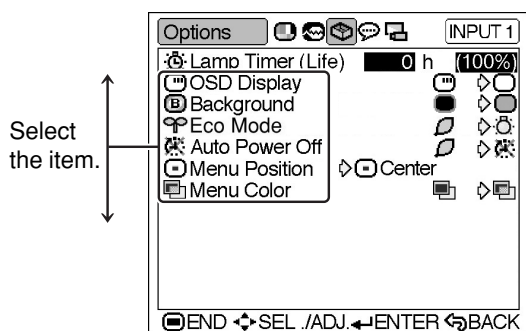 Options INPUT 1
Lamp Timer (Life) 0 h (100%)
OSD Display
B Background
Eco Mode
Auto Power Off
Menu Position Center
Menu Color
Select
the item.
END SEL./ADJ. ENTER BACK